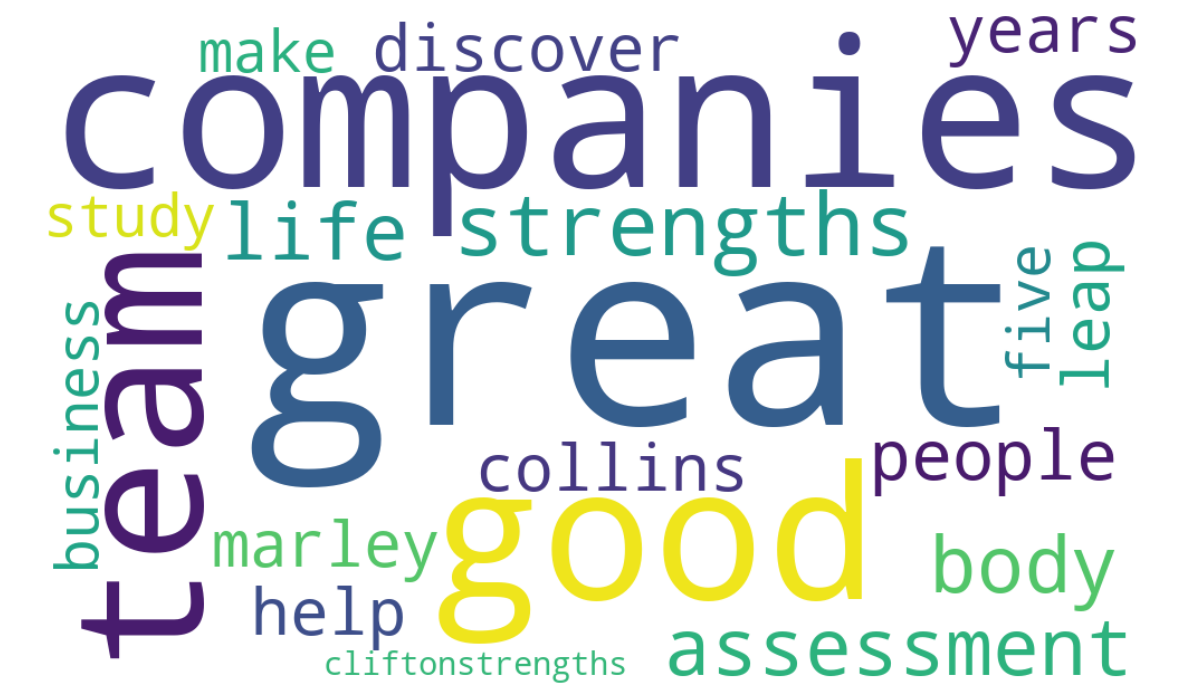 make discover years
companies
study life strengths
team
business
great
five
leap
collins people
good
marley
body
help
assessment
cliftonstrengths